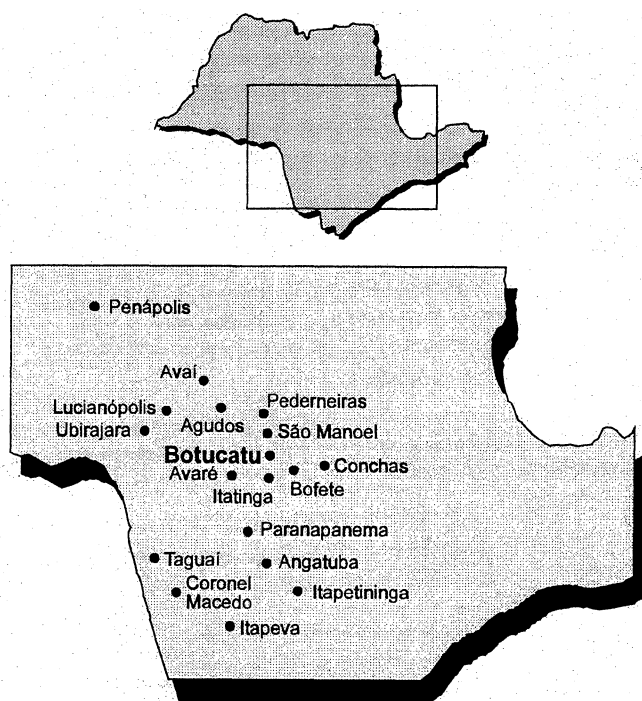 Penápolis
Avaí
Lucianópolis
Pederneiras
Agudos
Ubirajara
São Manoel
Botucatu
Conchas
Avaré
Bofete
Itatinga
Paranapanema
Taguaí
Angatuba
Coronel
Macedo
Itapetininga
Itapeva